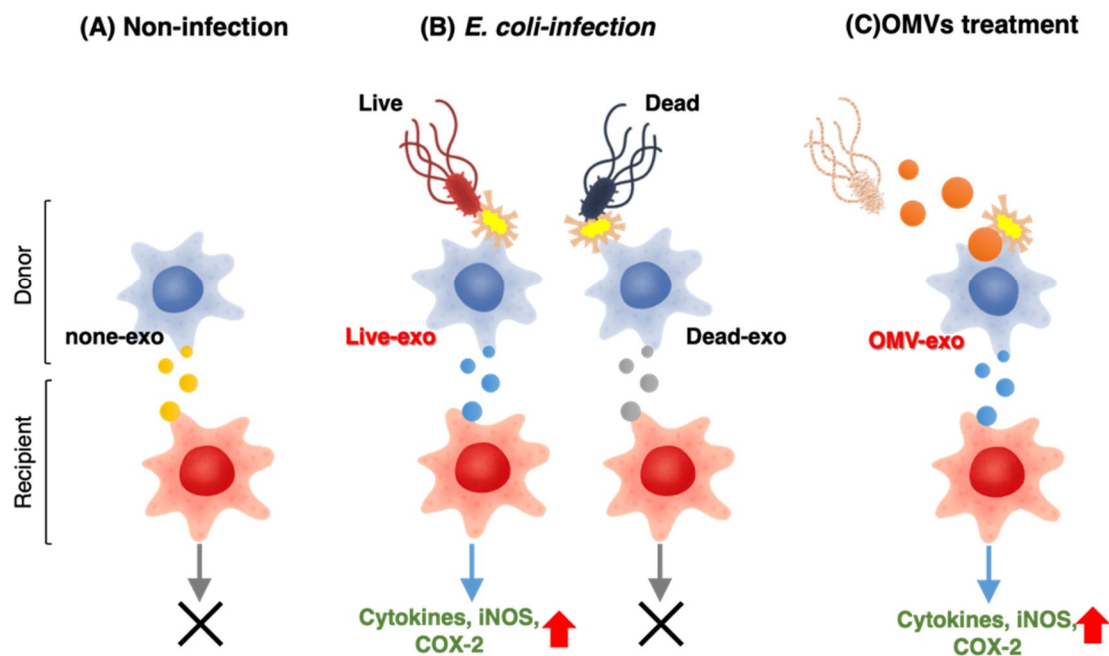 (A) Non-infection
(B) E. coli-infection
(C)OMVs treatment
Live
Dead
Donor
none-exo
Live-exo
Dead-exo
OMV-exo
Recipient
Cytokines, iNOS,
COX-2
Cytokines, iNOS,
COX-2